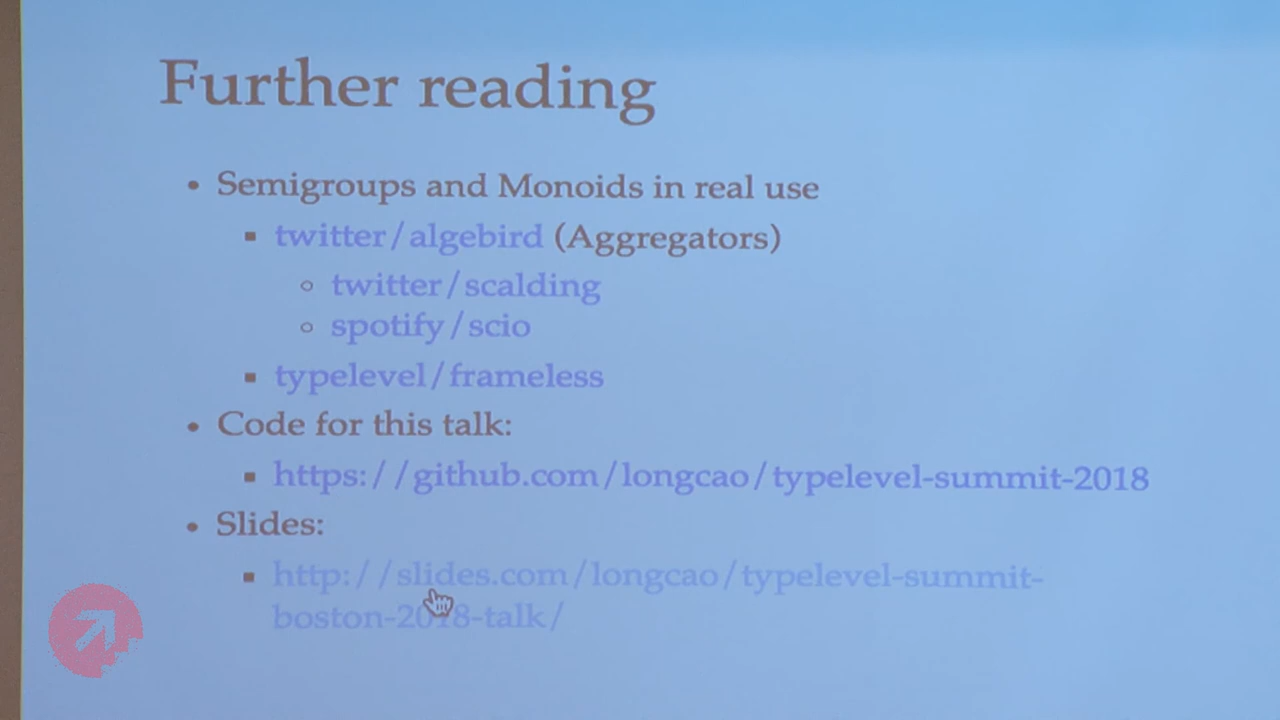 Further reading
Semigroups and Monoids in real use
twitter/algebird (Aggregators)
twitter/scalding
spotify/scio
typelevel/frameless
Code for this talk:
https://github.com/longcao/typelevel-summit-2018
Slides:
http://slides.com/longcao/typelevel-summit-
boston-2018-talk/